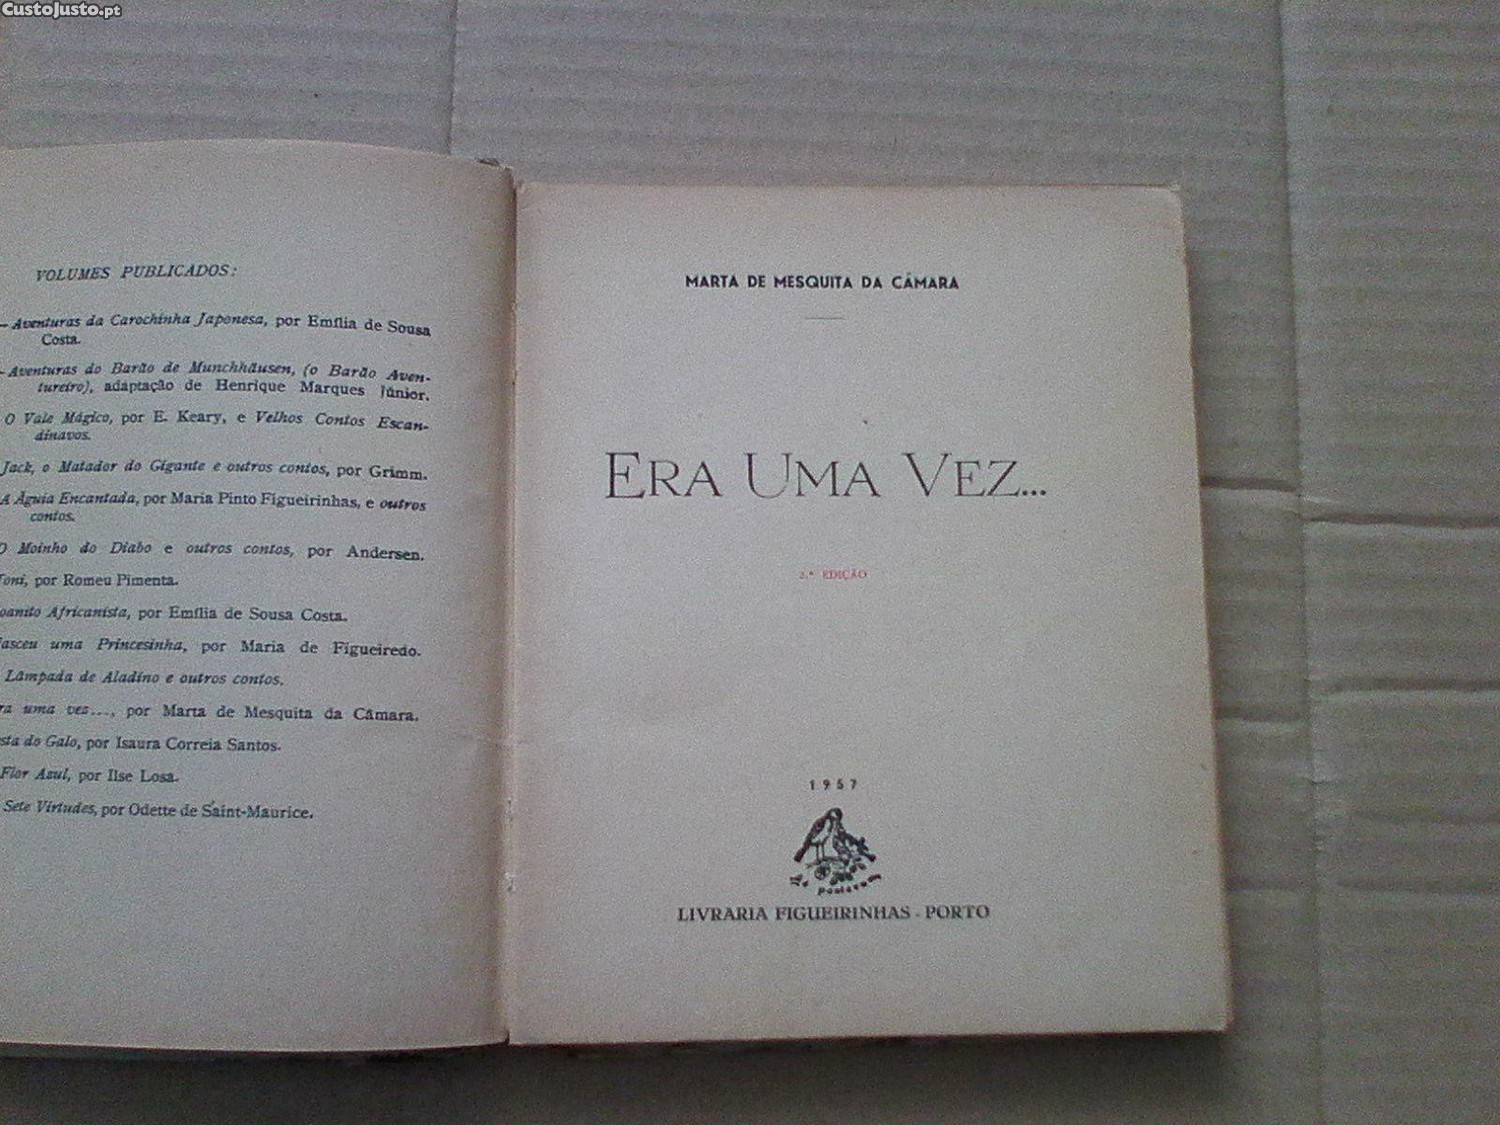 CustoJusto.pt
VOLUMES PUBLICADOS:
— Aventuras da Carochinha Japonesa, por Emília de Sousa
Costa.
— Aventuras do Barão de Munchhäusen, (o Barão Aven-
tureiro), adaptação de Henrique Marques Júnior.
O Vale Mágico, por E. Keary, e Velhos Contos Escan-
dinavos.
Jack, o Matador do Gigante e outros contos, por Grimm.
A Águia Encantada, por Maria Pinto Figueirinhas, e outros
contos.
O Moinho do Diabo e outros contos, por Andersen.
Toni, por Romeu Pimenta.
oanito Africanista, por Emília de Sousa Costa.
asceu uma Princesinha, por Maria de Figueiredo.
Lâmpada de Aladino e outros contos.
ra uma vez..., por Marta de Mesquita da Câmara.
sta do Galo, por Isaura Correia Santos.
Flor Azul, por Ilse Losa.
Sete Virtudes, por Odette de Saint-Maurice.
MARTA DE MESQUITA DA CÂMARA
ERA UMA VEZ...
2.ª EDIÇÃO
1957
LIVRARIA FIGUEIRINHAS - PORTO